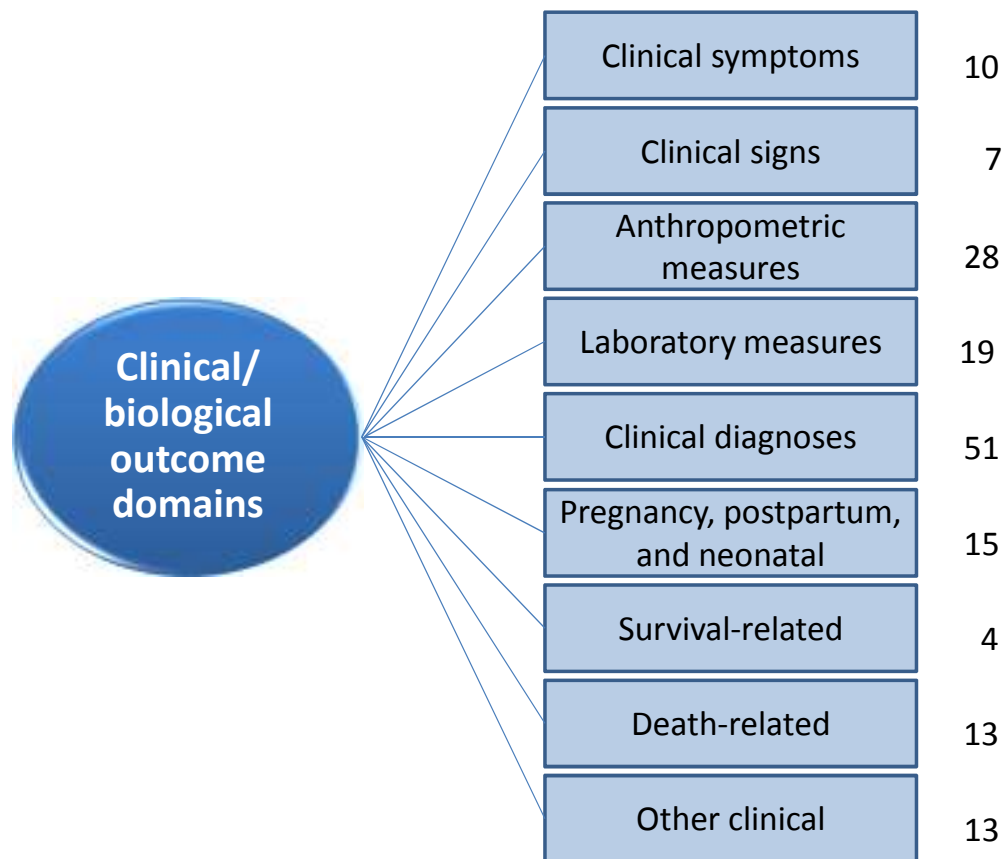 Clinical/
biological
outcome
domains
Clinical symptoms
10
Clinical signs
7
Anthropometric
measures
28
Laboratory measures
19
Clinical diagnoses
51
Pregnancy, postpartum,
and neonatal
15
Survival-related
4
Death-related
13
Other clinical
13